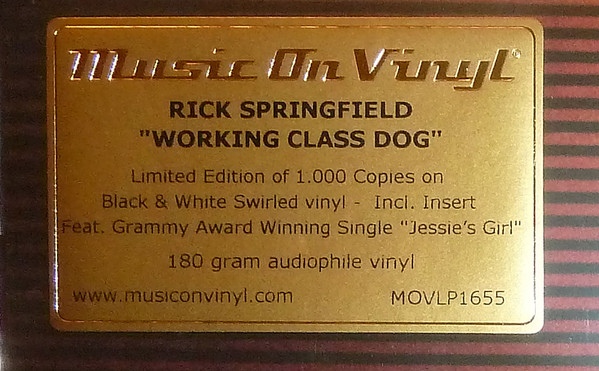 Music On Vinyl®
RICK SPRINGFIELD
"WORKING CLASS DOG"
Limited Edition of 1.000 Copies on
Black & White Swirled vinyl - Incl. Insert
Feat. Grammy Award Winning Single "Jessie's Girl"
180 gram audiophile vinyl
www.musiconvinyl.com MOVLP1655